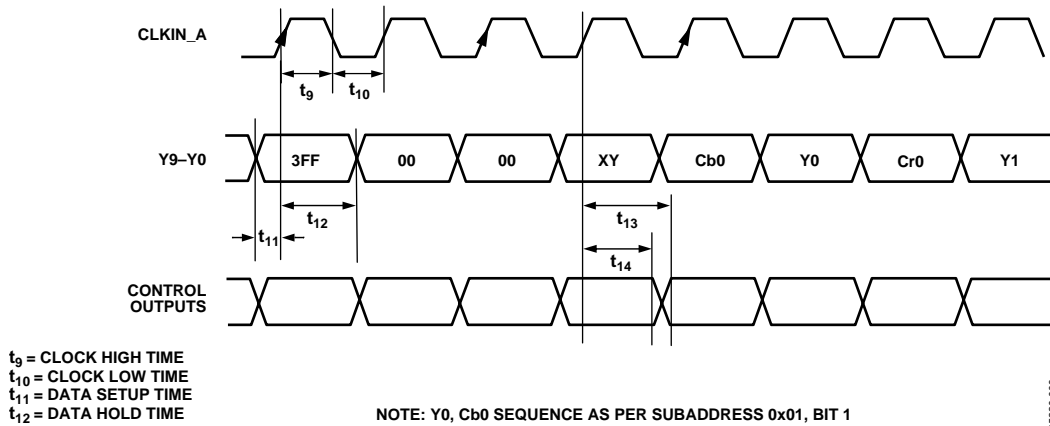 CLKIN_A
t9
t10
Y9–Y0
3FF
00
00
XY
Cb0
Y0
Cr0
Y1
t11
t12
t13
t14
CONTROL
OUTPUTS
t9 = CLOCK HIGH TIME
t10 = CLOCK LOW TIME
t11 = DATA SETUP TIME
t12 = DATA HOLD TIME
NOTE: Y0, Cb0 SEQUENCE AS PER SUBADDRESS 0x01, BIT 1